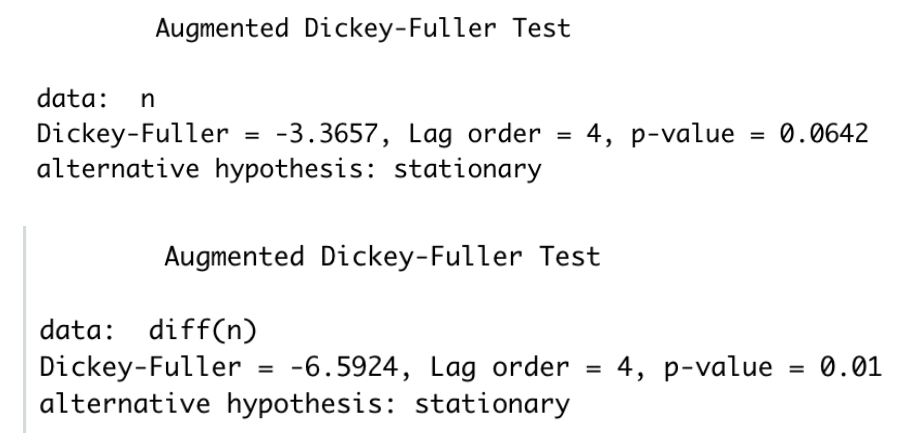 Augmented Dickey-Fuller Test
data:  n
Dickey-Fuller = -3.3657, Lag order = 4, p-value = 0.0642
alternative hypothesis: stationary
Augmented Dickey-Fuller Test
data:  diff(n)
Dickey-Fuller = -6.5924, Lag order = 4, p-value = 0.01
alternative hypothesis: stationary